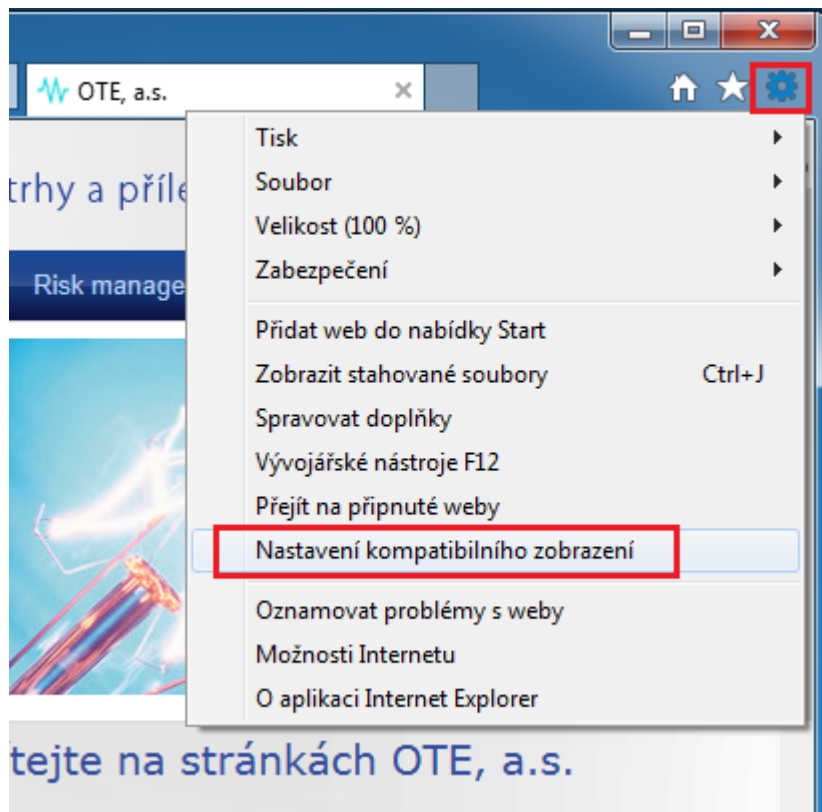 OTE, a.s.
Tisk
trhy a příle
Soubor
Velikost (100 %)
Zabezpečení
Risk manage
Přidat web do nabídky Start
Zobrazit stahované soubory Ctrl+J
Spravovat doplňky
Vývojářské nástroje F12
Přejít na připnuté weby
Nastavení kompatibilního zobrazení
Oznamovat problémy s weby
Možnosti Internetu
O aplikaci Internet Explorer
ítejte na stránkách OTE, a.s.